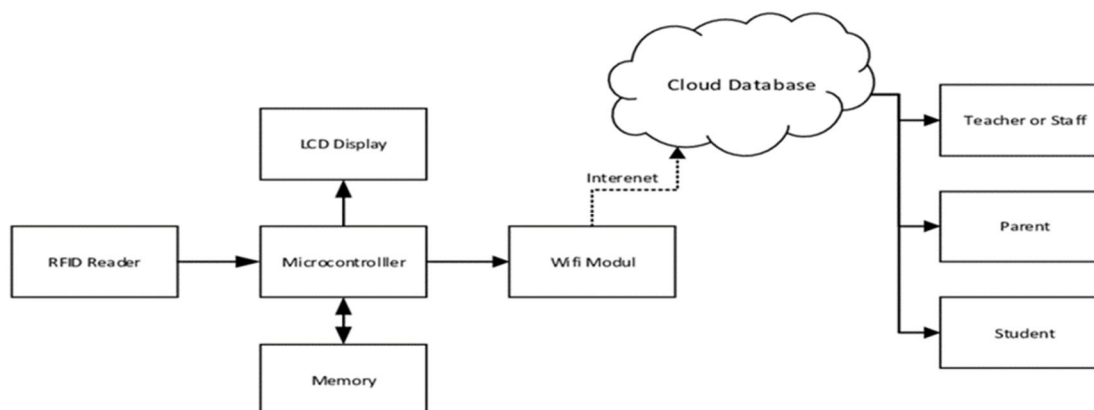 Cloud Database
Teacher or Staff
LCD Display
Interenet
RFID Reader
Microcontrolller
Wifi Modul
Parent
Memory
Student